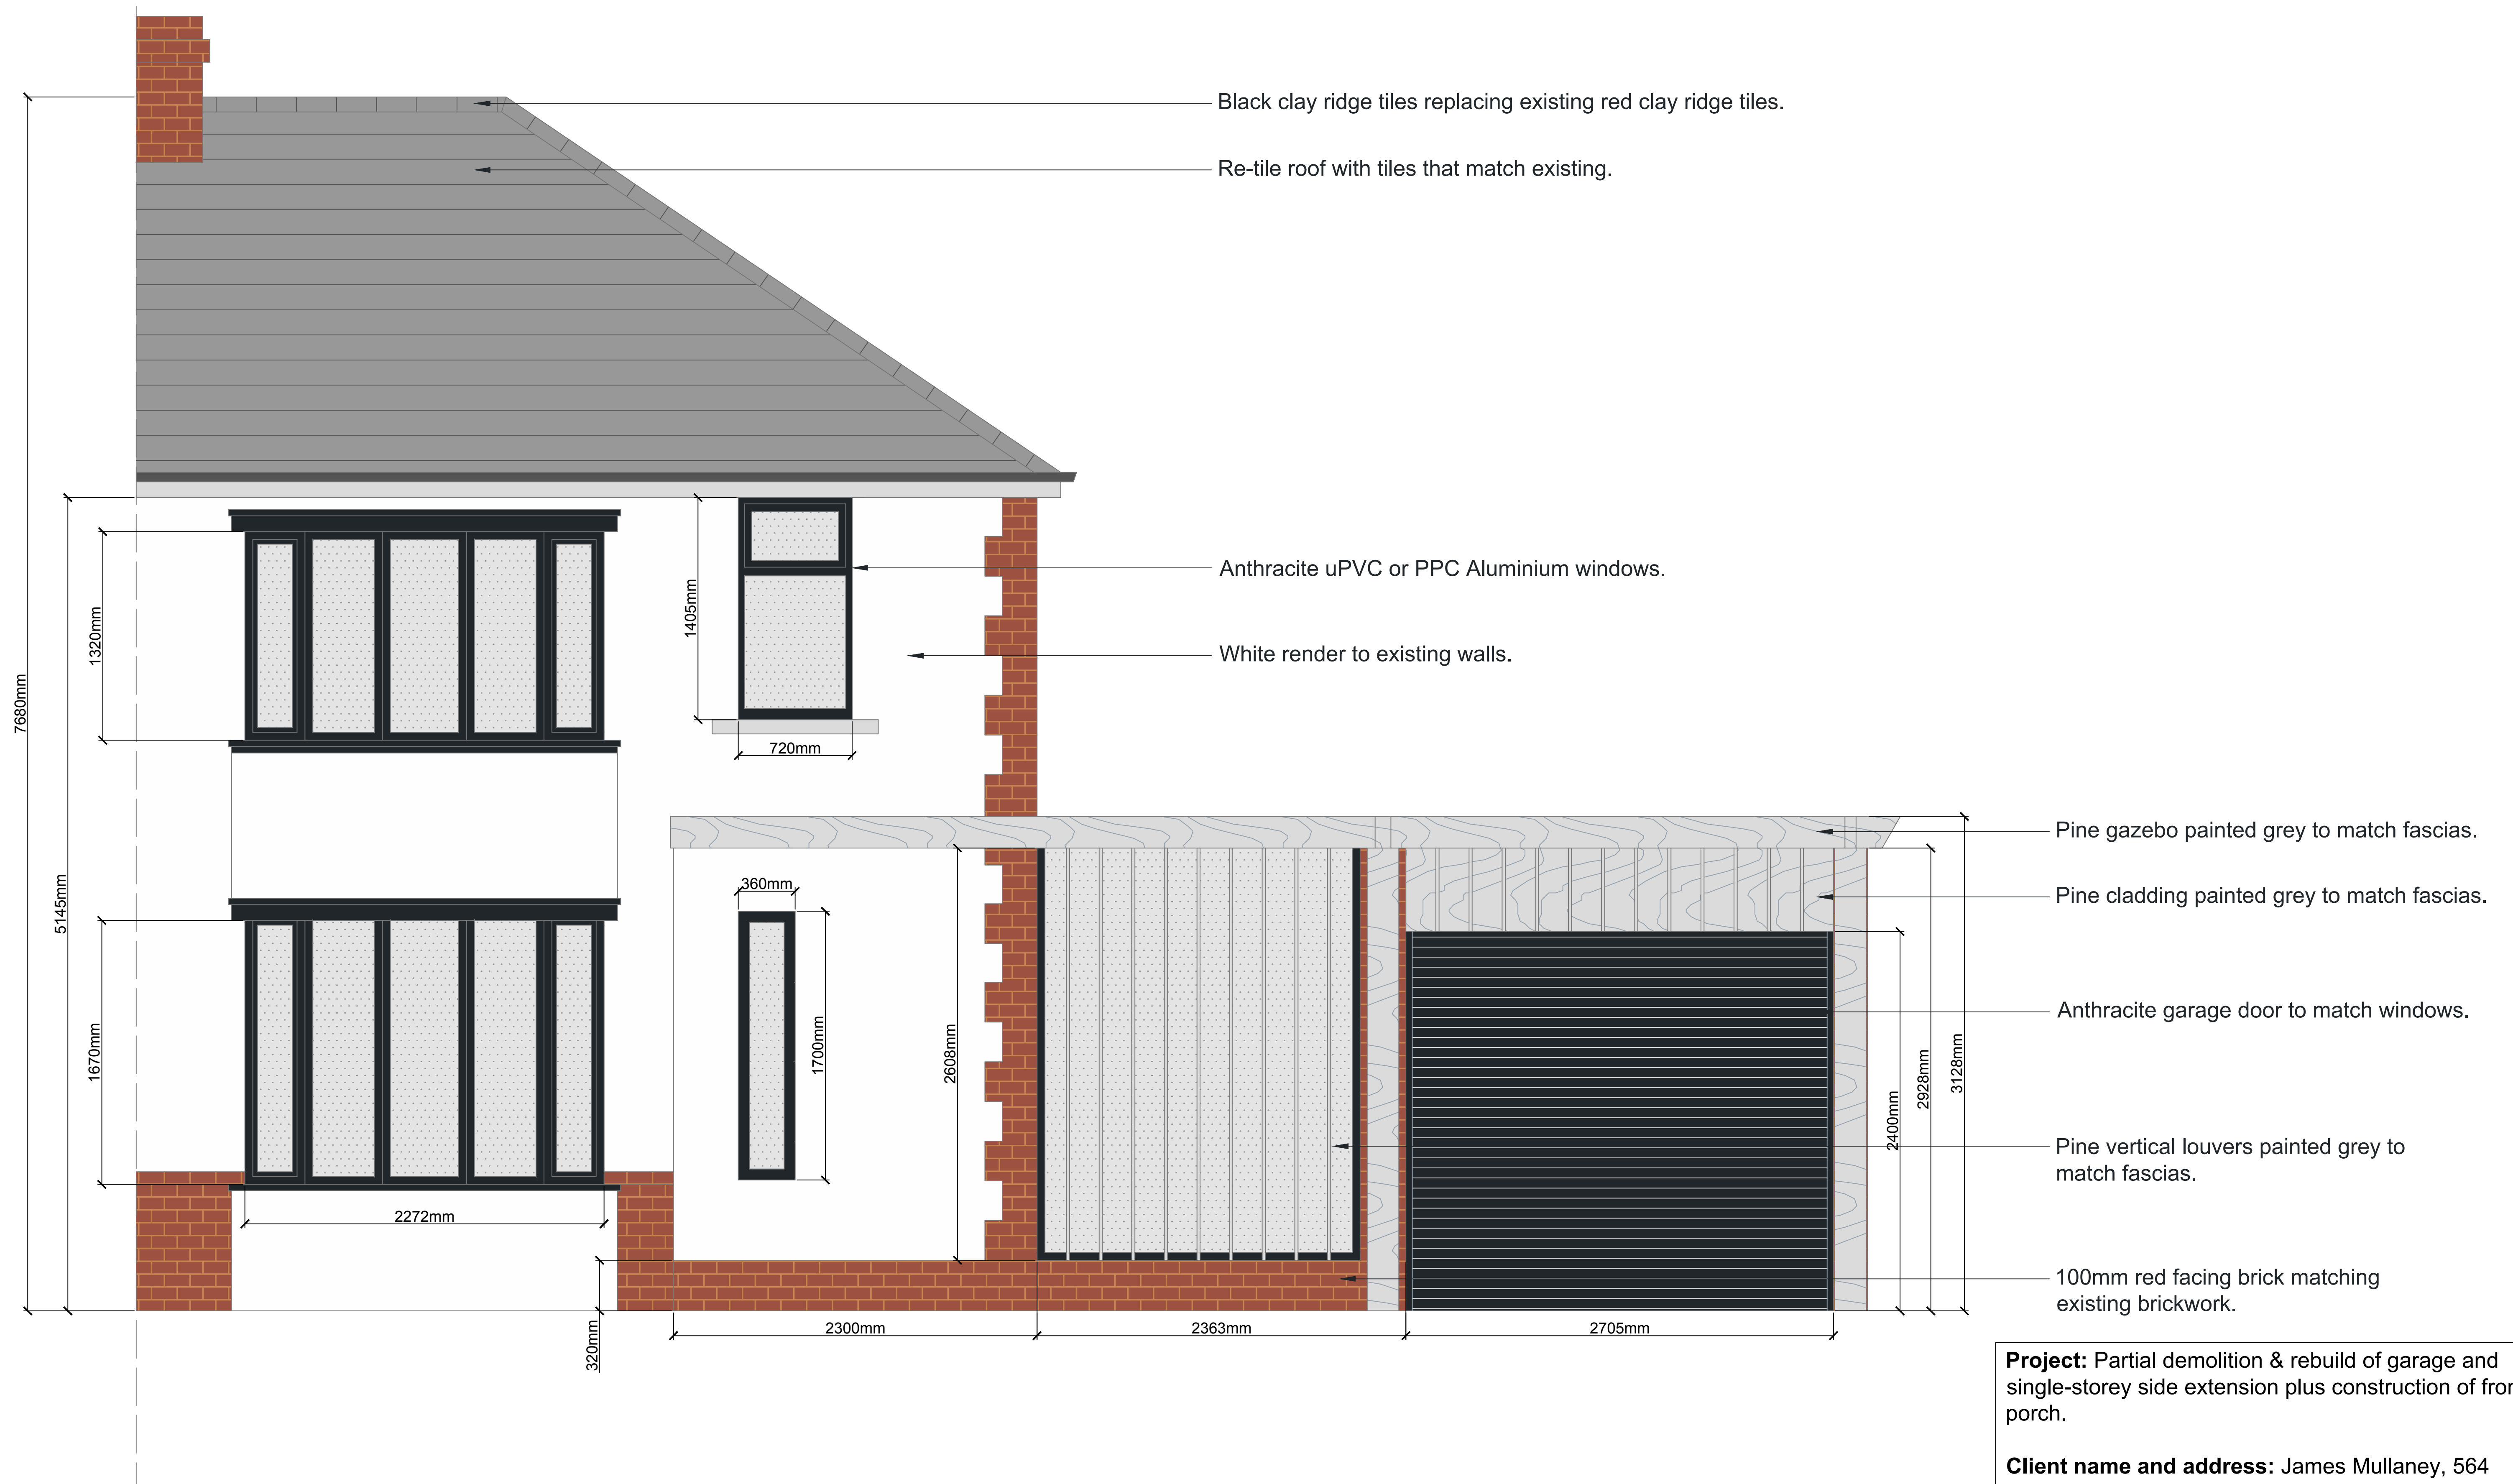 Black clay ridge tiles replacing existing red clay ridge tiles.
Re-tile roof with tiles that match existing.
Anthracite uPVC or PPC Aluminium windows.
White render to existing walls.
7680mm
5145mm
1320mm
1405mm
720mm
1670mm
2272mm
360mm
1700mm
2608mm
320mm
2300mm
2363mm
2705mm
2400mm
2928mm
3128mm
Pine gazebo painted grey to match fascias.
Pine cladding painted grey to match fascias.
Anthracite garage door to match windows.
Pine vertical louvers painted grey to
match fascias.
100mm red facing brick matching
existing brickwork.
Project: Partial demolition & rebuild of garage and
single-storey side extension plus construction of
porch.
Client name and address: James Mullaney, 564